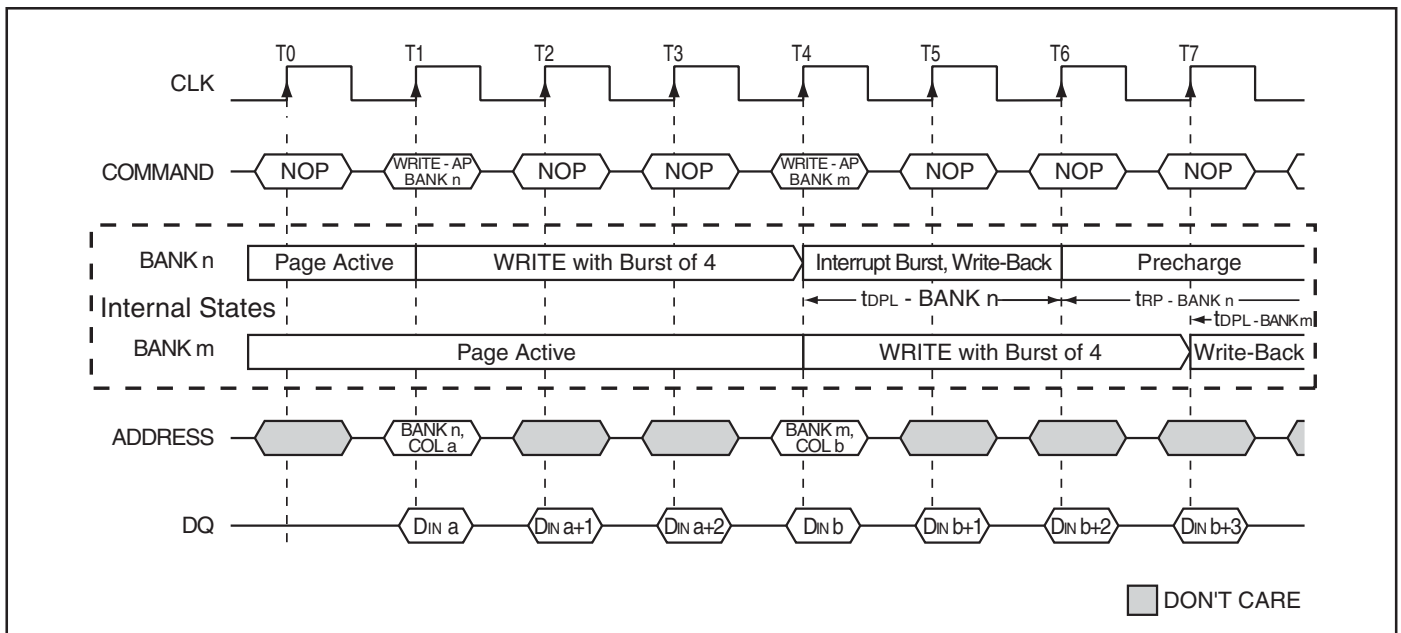 T0 T1 T2 T3 T4 T5 T6 T7
CLK
COMMAND NOP WRITE - AP BANK n NOP NOP WRITE - AP BANK m NOP NOP NOP
BANK n Page Active WRITE with Burst of 4 Interrupt Burst, Write-Back Precharge
Internal States tDPL - BANK n tRP - BANK n
tDPL - BANK m
BANK m Page Active WRITE with Burst of 4 Write-Back
ADDRESS BANK n, COL a BANK m, COL b
DQ DIN a DIN a+1 DIN a+2 DIN b DIN b+1 DIN b+2 DIN b+3
DON'T CARE